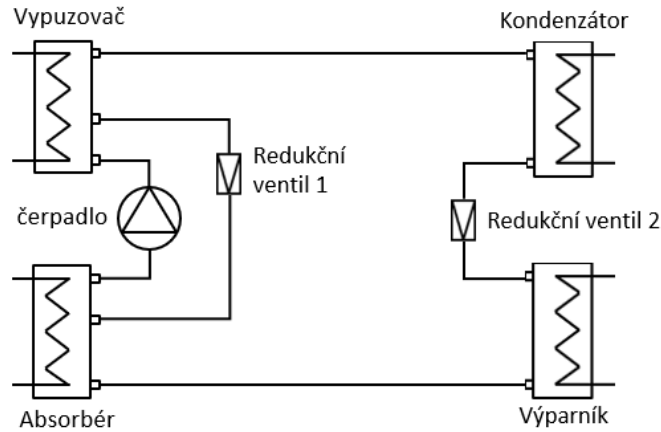 Vypuzovač
Kondenzátor
Redukční
ventil 1
čerpadlo
Redukční ventil 2
Absorbér
Výparník